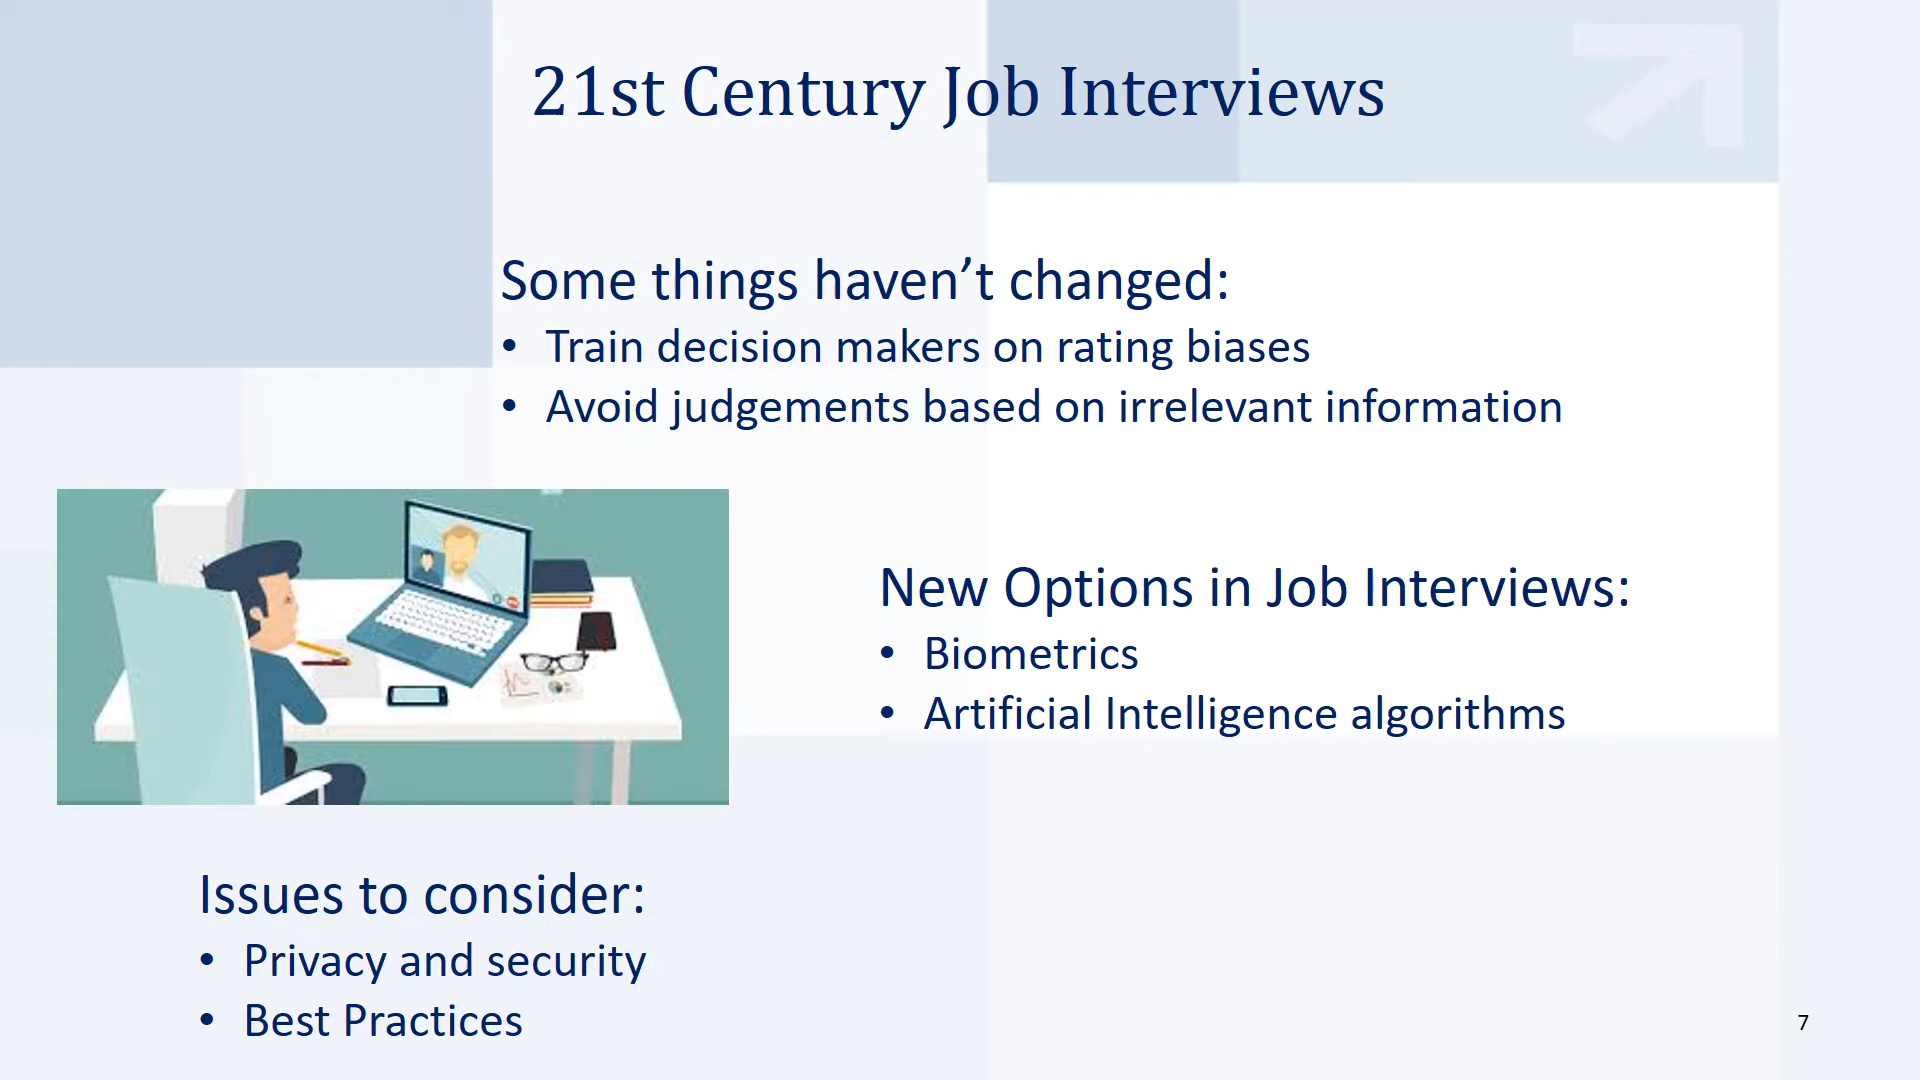 21st Century Job Interviews
Some things haven’t changed:
• Train decision makers on rating biases
• Avoid judgements based on irrelevant information
New Options in Job Interviews:
• Biometrics
• Artificial Intelligence algorithms
Issues to consider:
• Privacy and security
• Best Practices
7